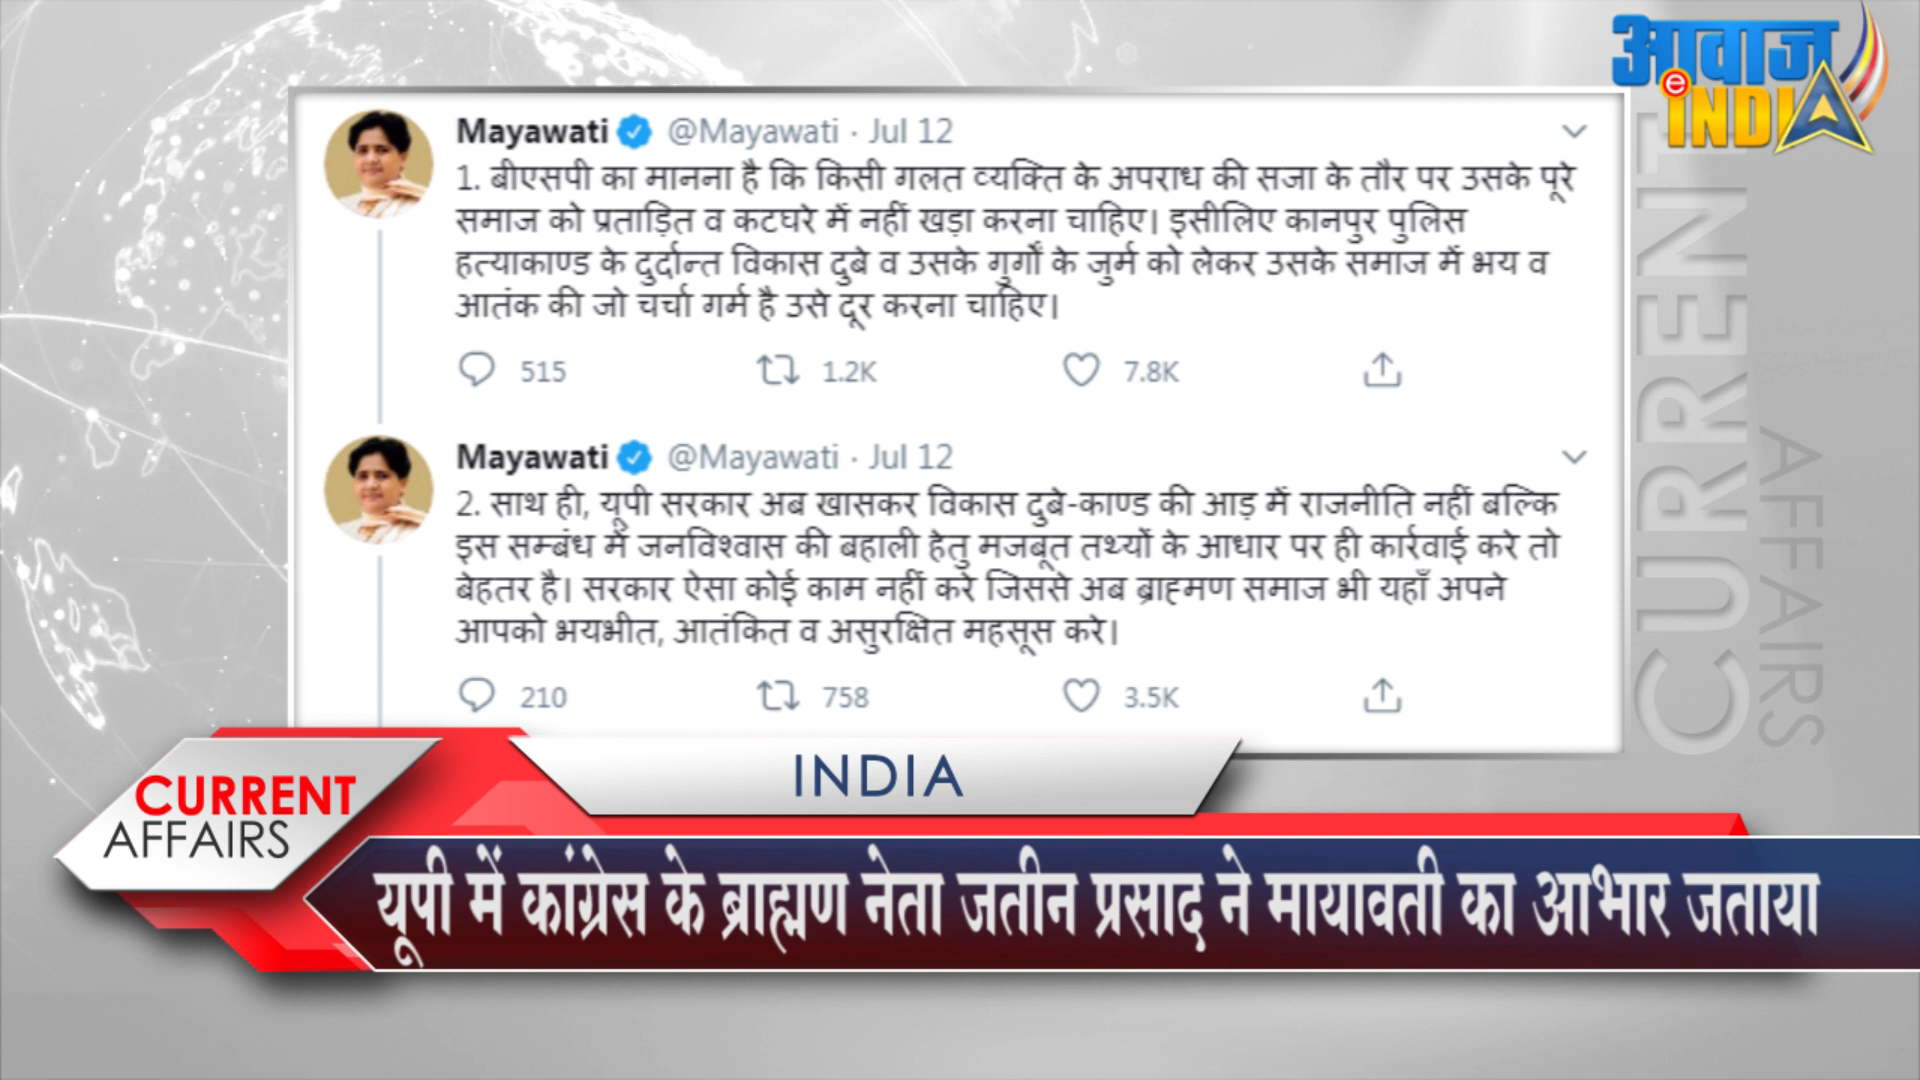 आवाज
e INDIA
Mayawati @Mayawati · Jul 12
1. बीएसपी का मानना है कि किसी गलत व्यक्ति के अपराध की सजा के तौर पर उसके पूरे
समाज को प्रताड़ित व कटघरे में नहीं खड़ा करना चाहिए। इसीलिए कानपुर पुलिस
हत्याकाण्ड के दुर्दान्त विकास दुबे व उसके गुर्गों के जुर्म को लेकर उसके समाज में भय व
आतंक की जो चर्चा गर्म है उसे दूर करना चाहिए।
515 1.2K 7.8K
Mayawati @Mayawati · Jul 12
2. साथ ही, यूपी सरकार अब खासकर विकास दुबे-काण्ड की आड़ में राजनीति नहीं बल्कि
इस सम्बंध में जनविश्वास की बहाली हेतु मजबूत तथ्यों के आधार पर ही कार्रवाई करे तो
बेहतर है। सरकार ऐसा कोई काम नहीं करे जिससे अब ब्राह्मण समाज भी यहाँ अपने
आपको भयभीत, आतंकित व असुरक्षित महसूस करे।
210 758 3.5K
CURRENT
AFFAIRS
INDIA
CURRENT
AFFAIRS
यूपी में कांग्रेस के ब्राह्मण नेता जतीन प्रसाद ने मायावती का आभार जताया